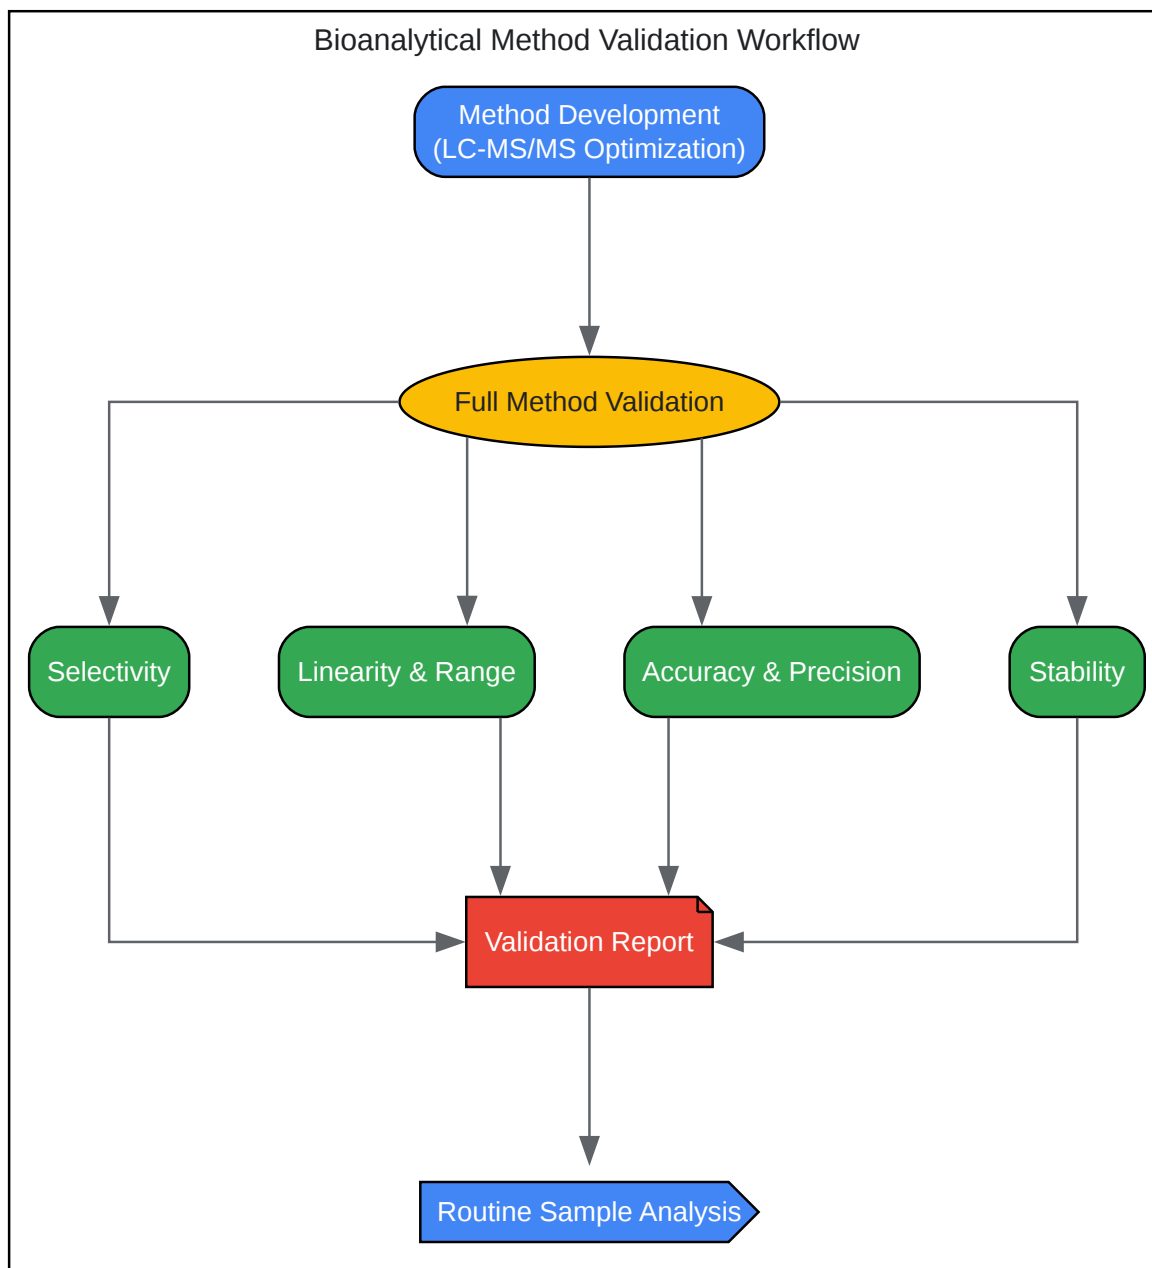 Bioanalytical Method Validation Workflow
Method Development
(LC-MS/MS Optimization)
Full Method Validation
Selectivity
Linearity & Range
Accuracy & Precision
Stability
Validation Report
Routine Sample Analysis